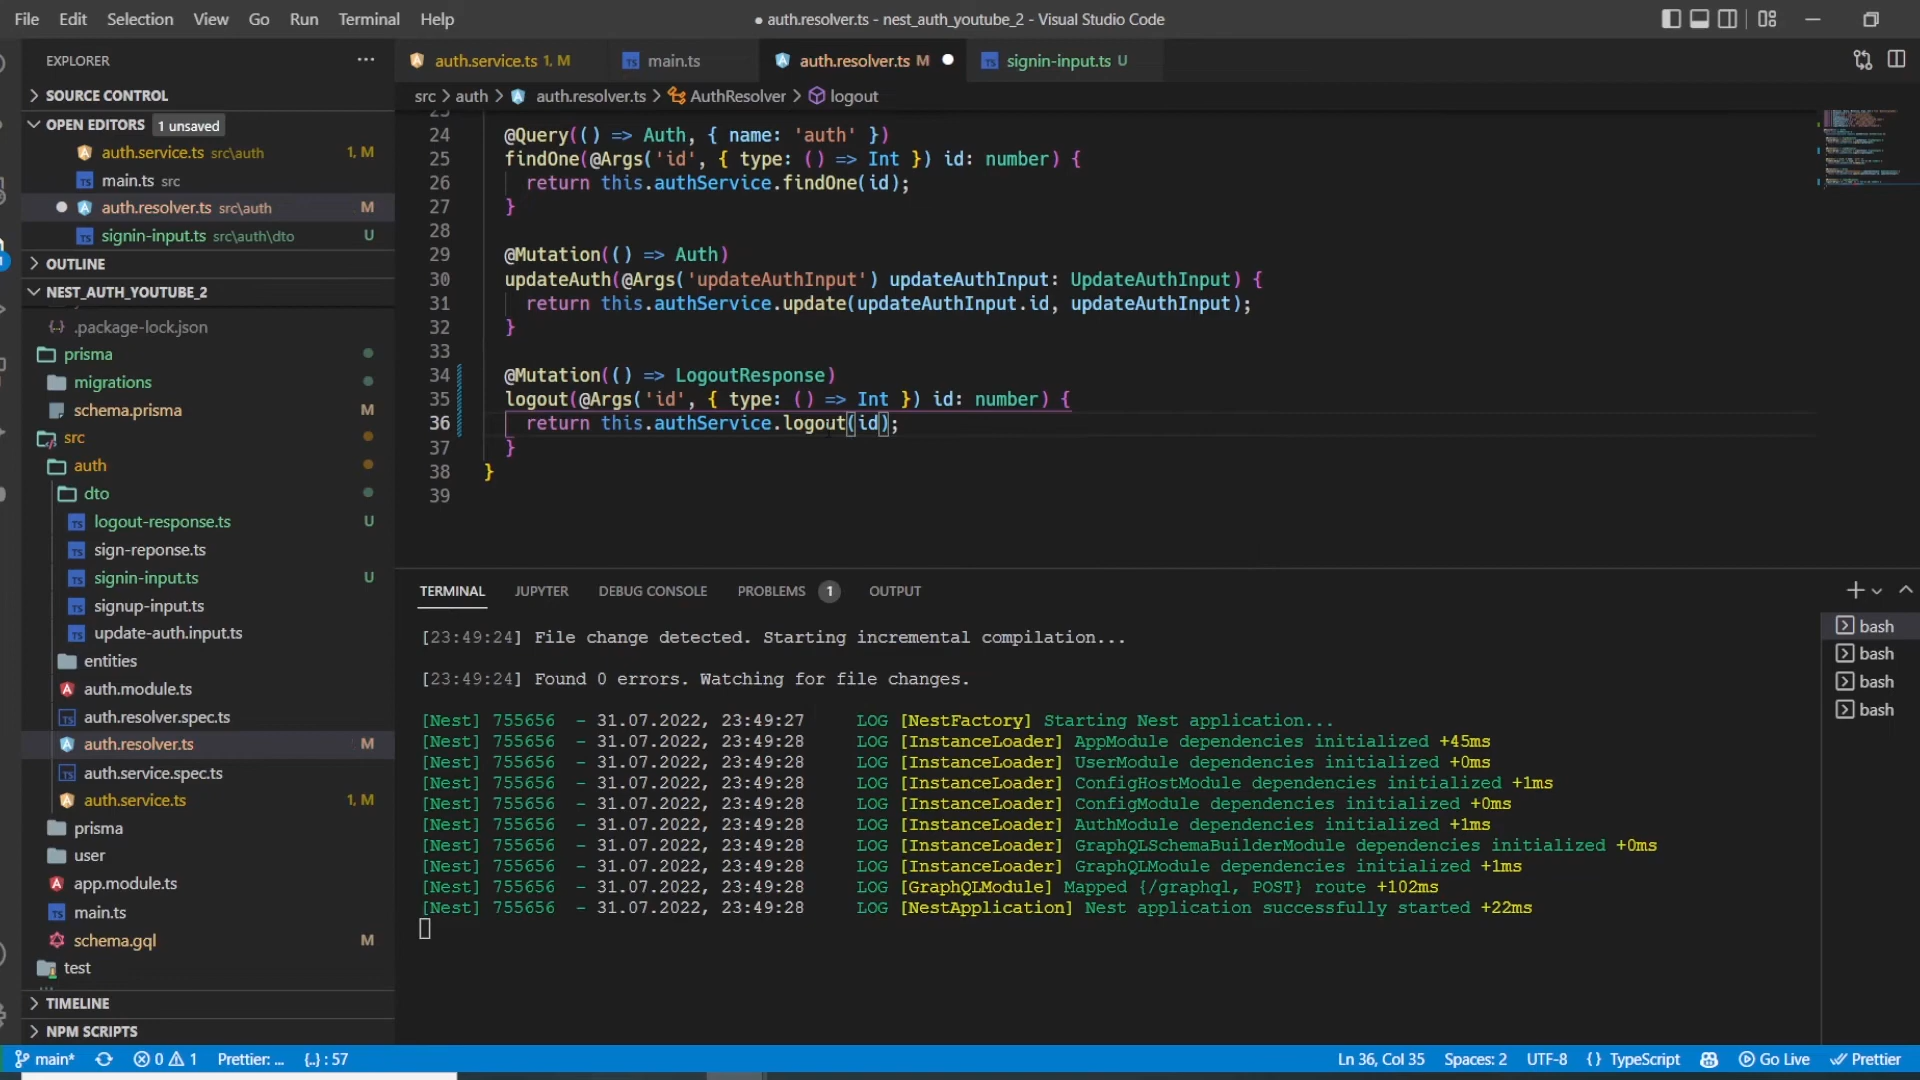 File Edit Selection View Go Run Terminal Help
● auth.resolver.ts - nest_auth_youtube_2 - Visual Studio Code
EXPLORER ...
SOURCE CONTROL
OPEN EDITORS 1 unsaved
auth.service.ts src\auth 1, M
main.ts src
auth.resolver.ts src\auth M
signin-input.ts src\auth\dto U
OUTLINE
NEST_AUTH_YOUTUBE_2
.package-lock.json
prisma
migrations
schema.prisma M
src
auth
dto
logout-response.ts U
sign-reponse.ts
signin-input.ts U
signup-input.ts
update-auth.input.ts
entities
auth.module.ts
auth.resolver.spec.ts
auth.resolver.ts M
auth.service.spec.ts
auth.service.ts 1, M
prisma
user
app.module.ts
main.ts
schema.gql M
test
TIMELINE
NPM SCRIPTS
auth.service.ts 1, M main.ts auth.resolver.ts M signin-input.ts U
src > auth > auth.resolver.ts > AuthResolver > logout
23
24 @Query(() => Auth, { name: 'auth' })
25 findOne(@Args('id', { type: () => Int }) id: number) {
26 return this.authService.findOne(id);
27 }
28
29 @Mutation(() => Auth)
30 updateAuth(@Args('updateAuthInput') updateAuthInput: UpdateAuthInput) {
31 return this.authService.update(updateAuthInput.id, updateAuthInput);
32 }
33
34 @Mutation(() => LogoutResponse)
35 logout(@Args('id', { type: () => Int }) id: number) {
36 return this.authService.logout(id);
37 }
38 }
39
TERMINAL JUPYTER DEBUG CONSOLE PROBLEMS 1 OUTPUT
[23:49:24] File change detected. Starting incremental compilation...
[23:49:24] Found 0 errors. Watching for file changes.
[Nest] 755656 - 31.07.2022, 23:49:27 LOG [NestFactory] Starting Nest application...
[Nest] 755656 - 31.07.2022, 23:49:28 LOG [InstanceLoader] AppModule dependencies initialized +45ms
[Nest] 755656 - 31.07.2022, 23:49:28 LOG [InstanceLoader] UserModule dependencies initialized +0ms
[Nest] 755656 - 31.07.2022, 23:49:28 LOG [InstanceLoader] ConfigHostModule dependencies initialized +1ms
[Nest] 755656 - 31.07.2022, 23:49:28 LOG [InstanceLoader] ConfigModule dependencies initialized +0ms
[Nest] 755656 - 31.07.2022, 23:49:28 LOG [InstanceLoader] AuthModule dependencies initialized +1ms
[Nest] 755656 - 31.07.2022, 23:49:28 LOG [InstanceLoader] GraphQLSchemaBuilderModule dependencies initialized +0ms
[Nest] 755656 - 31.07.2022, 23:49:28 LOG [InstanceLoader] GraphQLModule dependencies initialized +1ms
[Nest] 755656 - 31.07.2022, 23:49:28 LOG [GraphQLModule] Mapped {/graphql, POST} route +102ms
[Nest] 755656 - 31.07.2022, 23:49:28 LOG [NestApplication] Nest application successfully started +22ms
bash
bash
bash
bash
main* 0 1 Prettier: ... {..} : 57
Ln 36, Col 35 Spaces: 2 UTF-8 { } TypeScript Go Live Prettier